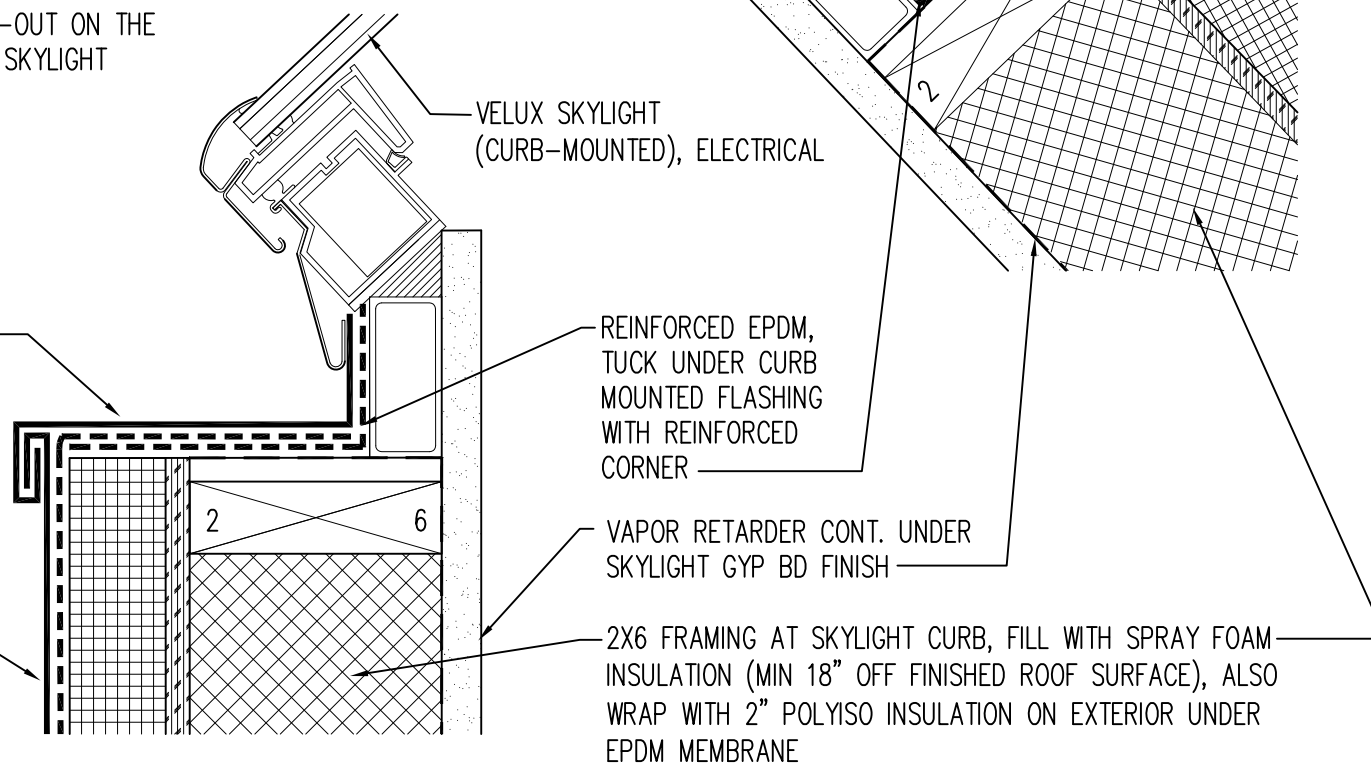 -OUT ON THE
SKYLIGHT
VELUX SKYLIGHT
(CURB-MOUNTED), ELECTRICAL
2
REINFORCED EPDM,
TUCK UNDER CURB
MOUNTED FLASHING
WITH REINFORCED
CORNER
2 6
VAPOR RETARDER CONT. UNDER
SKYLIGHT GYP BD FINISH
2X6 FRAMING AT SKYLIGHT CURB, FILL WITH SPRAY FOAM
INSULATION (MIN 18" OFF FINISHED ROOF SURFACE), ALSO
WRAP WITH 2" POLYISO INSULATION ON EXTERIOR UNDER
EPDM MEMBRANE